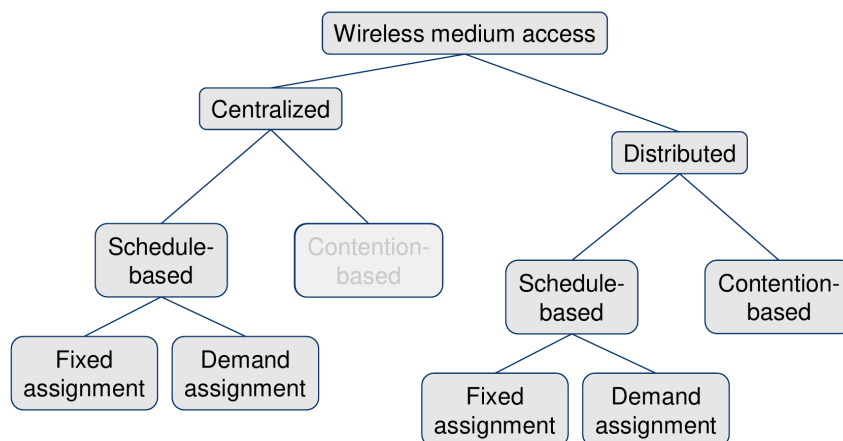 Wireless medium access
Centralized
Distributed
Schedule-
based
Contention-
based
Schedule-
based
Contention-
based
Fixed
assignment
Demand
assignment
Fixed
assignment
Demand
assignment